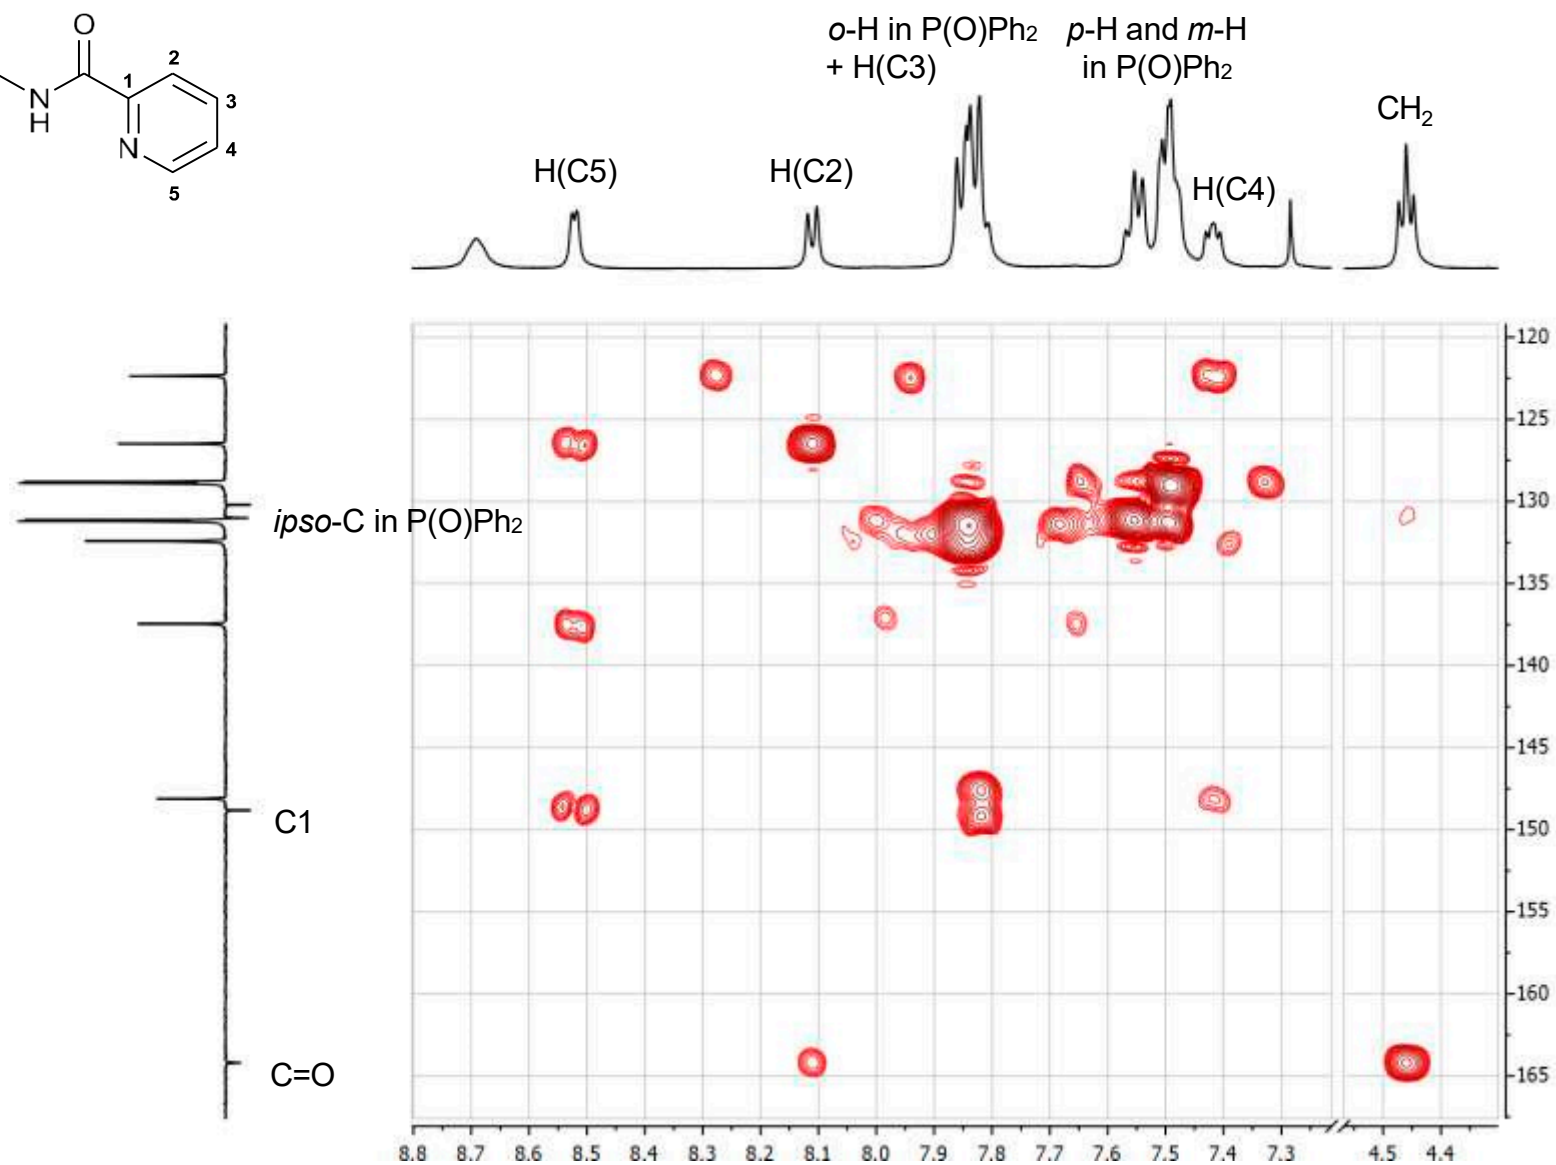 O
N
H
1
2
3
4
5
N
o-H in P(O)Ph₂
+ H(C3)
p-H and m-H
in P(O)Ph₂
CH₂
H(C5)
H(C2)
H(C4)
ipso-C in P(O)Ph₂
C1
C=O
120
125
130
135
140
145
150
155
160
165
8.8 8.7 8.6 8.5 8.4 8.3 8.2 8.1 8.0 7.9 7.8 7.7 7.6 7.5 7.4 7.3 4.5 4.4